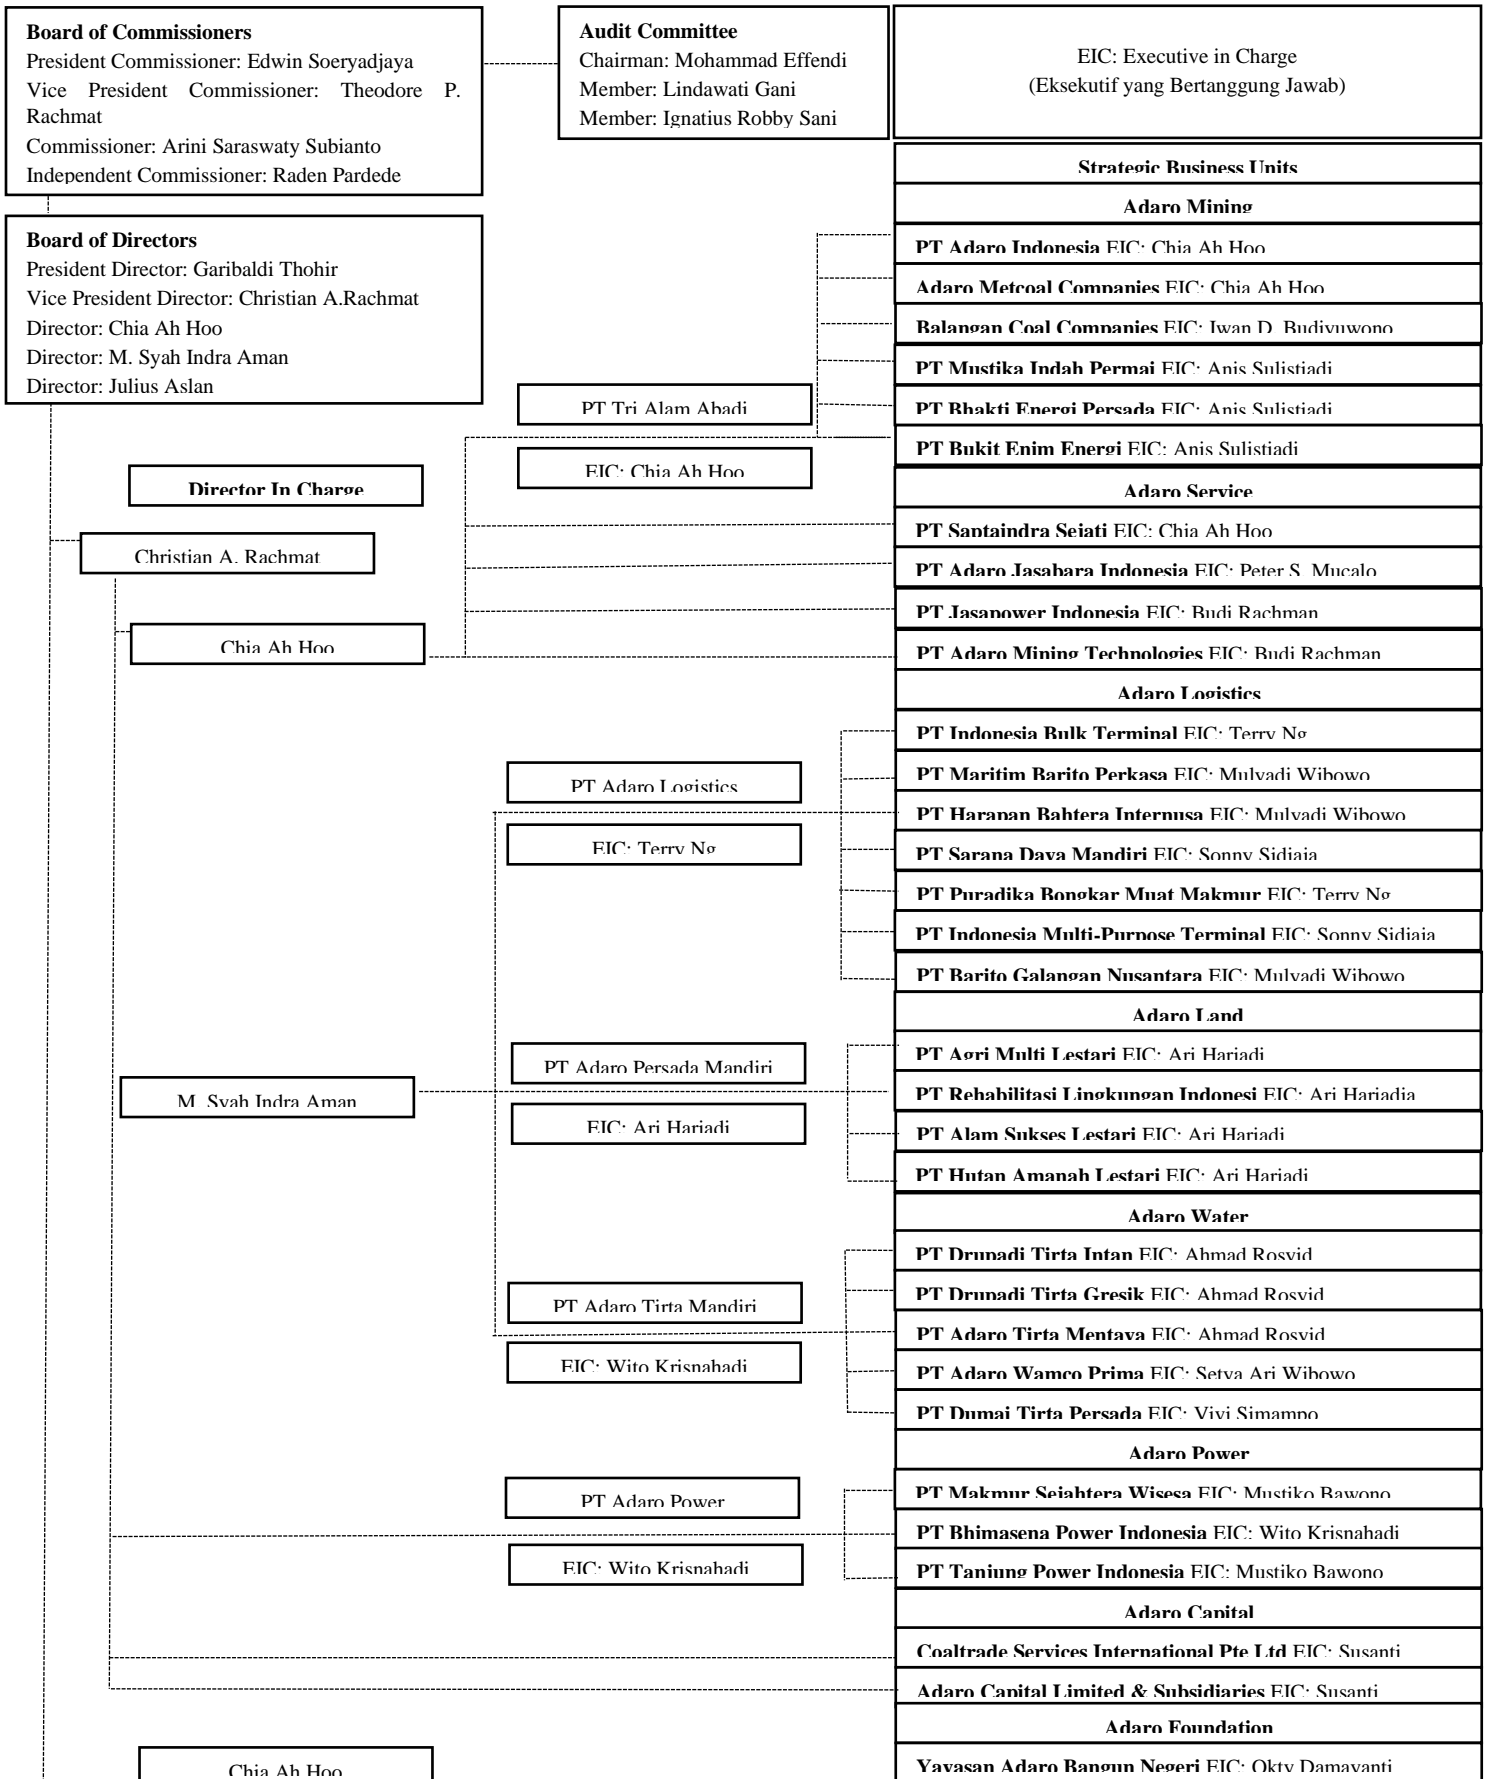 Board of Commissioners
President Commissioner: Edwin Soeryadjaya
Vice President Commissioner: Theodore P.
Rachmat
Commissioner: Arini Saraswaty Subianto
Independent Commissioner: Raden Pardede
Audit Committee
Chairman: Mohammad Effendi
Member: Lindawati Gani
Member: Ignatius Robby Sani
EIC: Executive in Charge
(Eksekutif yang Bertanggung Jawab)
Board of Directors
President Director: Garibaldi Thohir
Vice President Director: Christian A.Rachmat
Director: Chia Ah Hoo
Director: M. Syah Indra Aman
Director: Julius Aslan
Strategic Business Units
Adaro Mining
PT Adaro Indonesia EIC: Chia Ah Hoo
Adaro Metcoal Companies EIC: Chia Ah Hoo
Balangan Coal Companies EIC: Iwan D. Budiyuwono
PT Mustika Indah Permai EIC: Anis Sulistiadi
PT Tri Alam Abadi
PT Bhakti Energi Persada EIC: Anis Sulistiadi
PT Bukit Enim Energi EIC: Anis Sulistiadi
EIC: Chia Ah Hoo
Director In Charge
Adaro Service
PT Saptaindra Sejati EIC: Chia Ah Hoo
Christian A. Rachmat
PT Adaro Jasabara Indonesia EIC: Peter S. Mucalo
PT Jasapower Indonesia EIC: Budi Rachman
Chia Ah Hoo
PT Adaro Mining Technologies EIC: Budi Rachman
Adaro Logistics
PT Indonesia Bulk Terminal EIC: Terry Ng
PT Adaro Logistics
PT Maritim Barito Perkasa EIC: Mulyadi Wibowo
PT Harapan Bahtera Internusa EIC: Mulyadi Wibowo
EIC: Terry Ng
PT Sarana Daya Mandiri EIC: Sonny Sidjaja
PT Puradika Bongkar Muat Makmur EIC: Terry Ng
PT Indonesia Multi-Purpose Terminal EIC: Sonny Sidjaja
PT Barito Galangan Nusantara EIC: Mulyadi Wibowo
Adaro Land
PT Agri Multi Lestari EIC: Ari Hariadi
PT Adaro Persada Mandiri
M. Syah Indra Aman
PT Rehabilitasi Lingkungan Indonesi EIC: Ari Hariadia
EIC: Ari Hariadi
PT Alam Sukses Lestari EIC: Ari Hariadi
PT Hutan Amanah Lestari EIC: Ari Hariadi
Adaro Water
PT Drupadi Tirta Intan EIC: Ahmad Rosyid
PT Drupadi Tirta Gresik EIC: Ahmad Rosyid
PT Adaro Tirta Mandiri
PT Adaro Tirta Mentaya EIC: Ahmad Rosyid
EIC: Wito Krisnahadi
PT Adaro Wamco Prima EIC: Setya Ari Wibowo
PT Dumai Tirta Persada EIC: Vivi Simampo
Adaro Power
PT Makmur Sejahtera Wisesa EIC: Mustiko Bawono
PT Adaro Power
PT Bhimasena Power Indonesia EIC: Wito Krisnahadi
EIC: Wito Krisnahadi
PT Tanjung Power Indonesia EIC: Mustiko Bawono
Adaro Capital
Coaltrade Services International Pte Ltd EIC: Susanti
Adaro Capital Limited & Subsidiaries EIC: Susanti
Adaro Foundation
Chia Ah Hoo
Yayasan Adaro Bangun Negeri EIC: Okty Damayanti